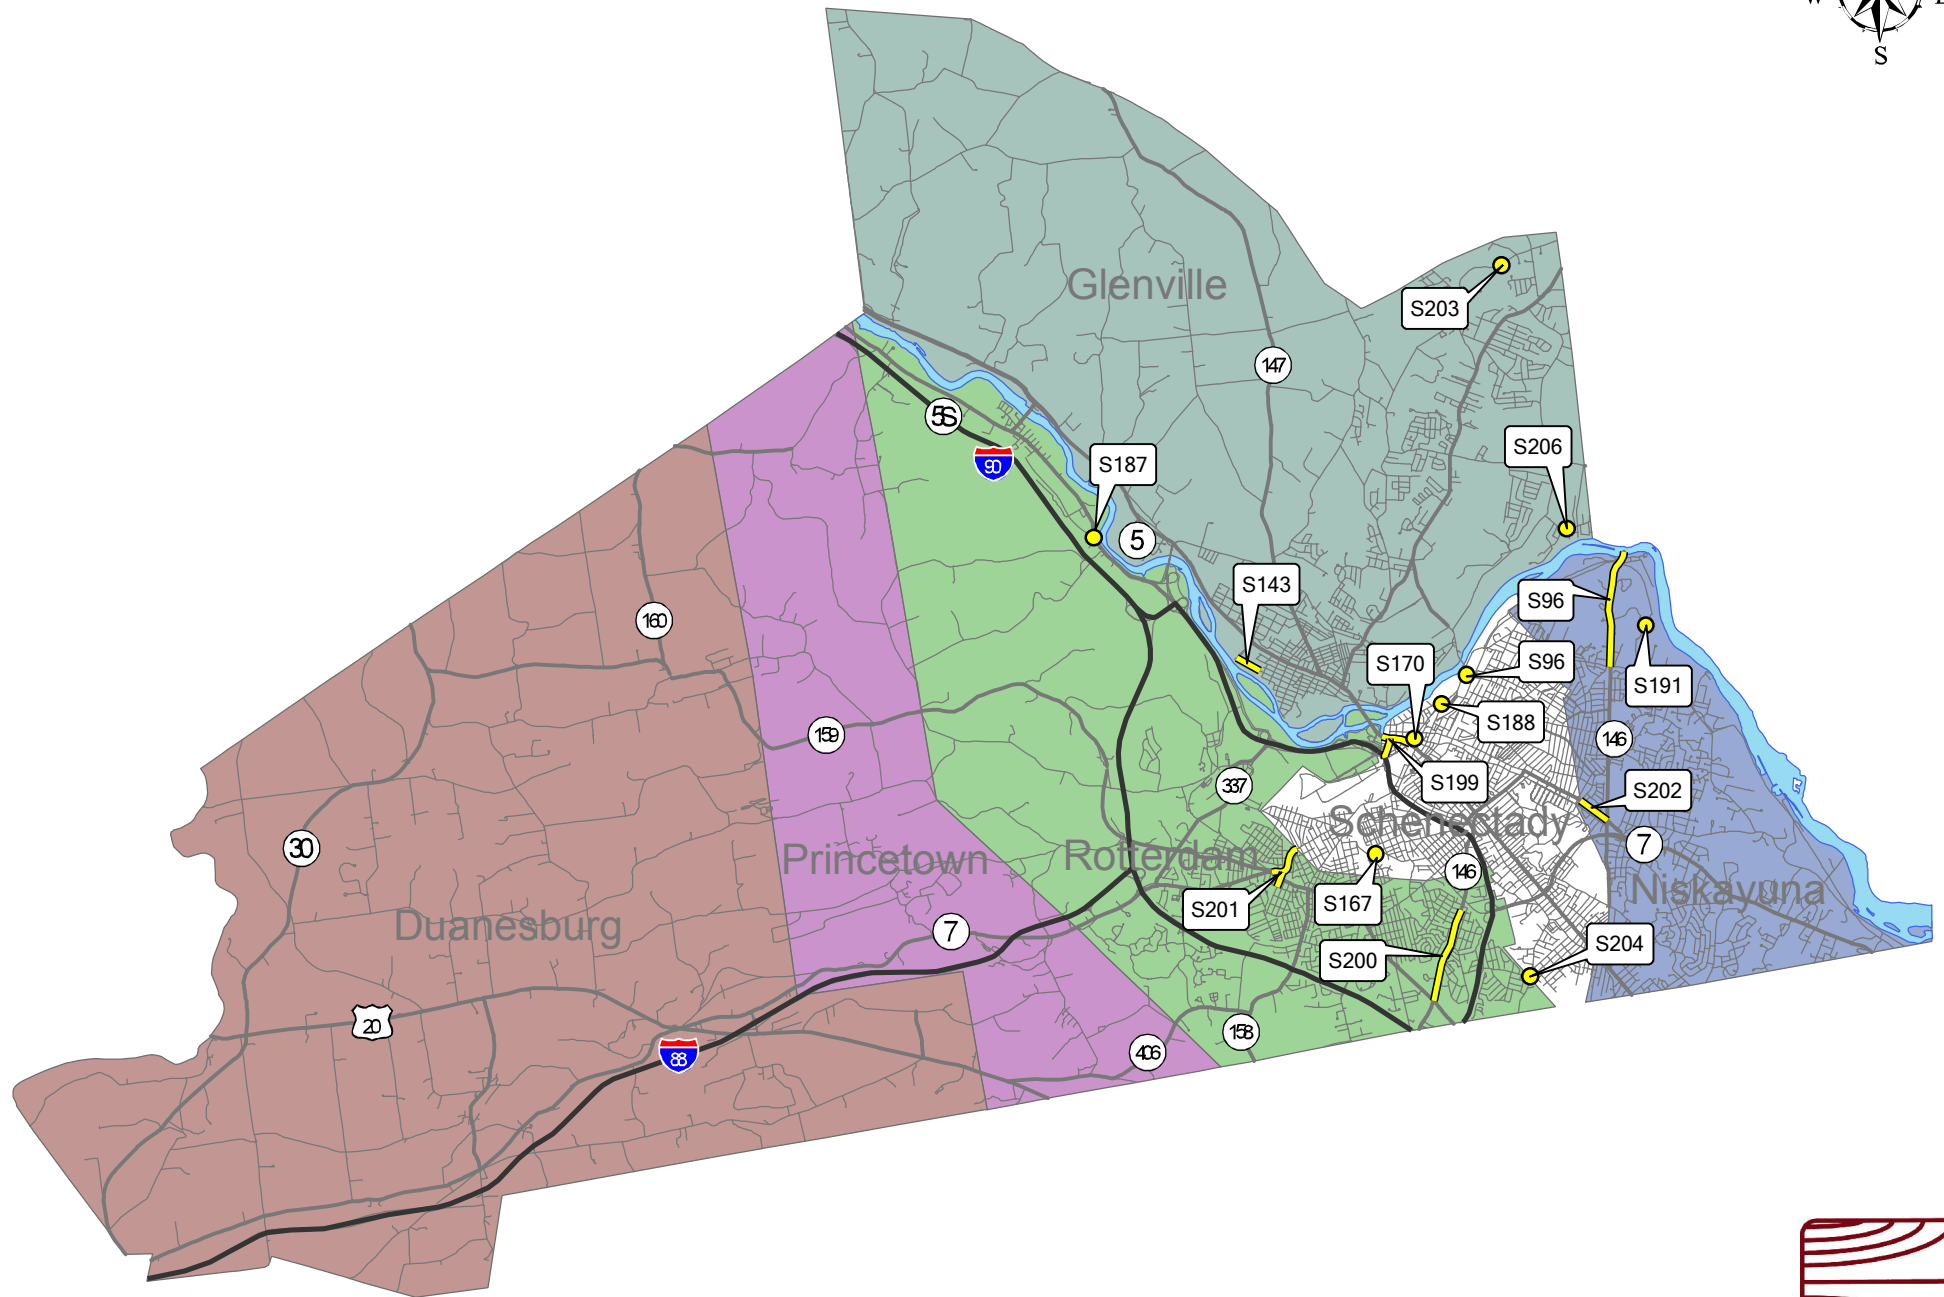 S
Glenville
S203
147
5S
90
S187
S206
5
S143
S96
160
S170
S96
S191
S188
159
146
S199
337
S202
Schenectady
30
Princetown
Rotterdam
7
146
Niskayuna
S201
S167
Duanesburg
7
S204
S200
20
158
88
406